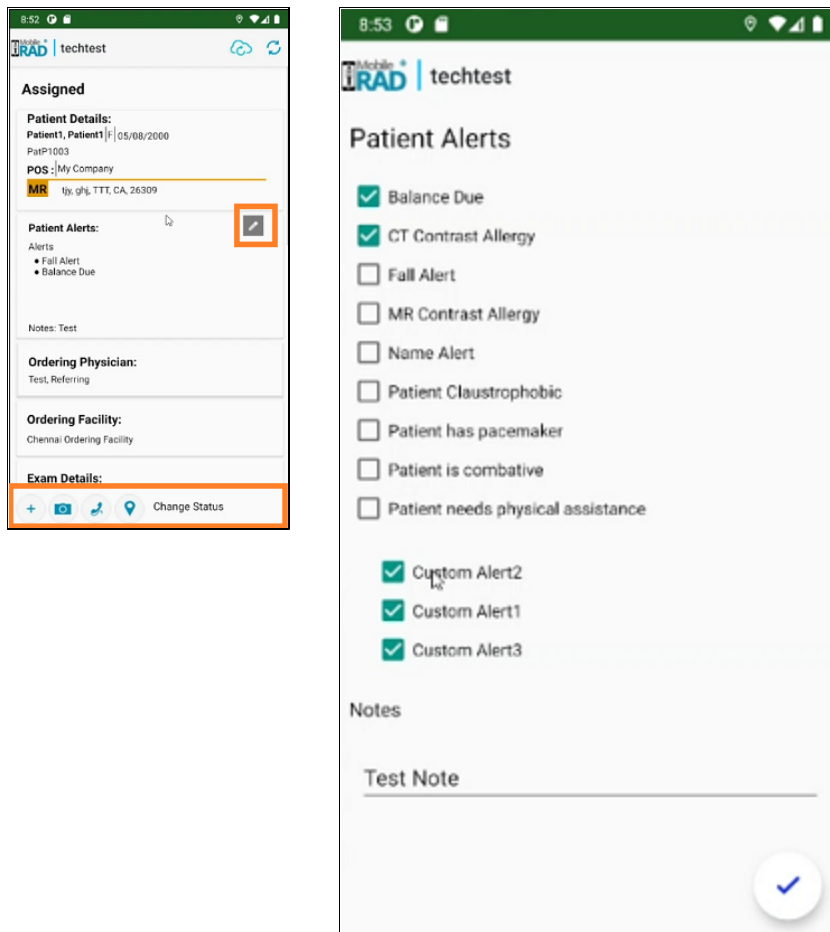 8:52
Mobile
iRAD techtest
Assigned
Patient Details:
Patient1, Patient1 F 05/08/2000
PatP1003
POS : My Company
MR tjy, ghj, TTT, CA, 26309
Patient Alerts:
Alerts
• Fall Alert
• Balance Due
Notes: Test
Ordering Physician:
Test, Referring
Ordering Facility:
Chennai Ordering Facility
Exam Details:
+ Change Status
8:53
Mobile
iRAD techtest
Patient Alerts
Balance Due
CT Contrast Allergy
Fall Alert
MR Contrast Allergy
Name Alert
Patient Claustrophobic
Patient has pacemaker
Patient is combative
Patient needs physical assistance
Custom Alert2
Custom Alert1
Custom Alert3
Notes
Test Note